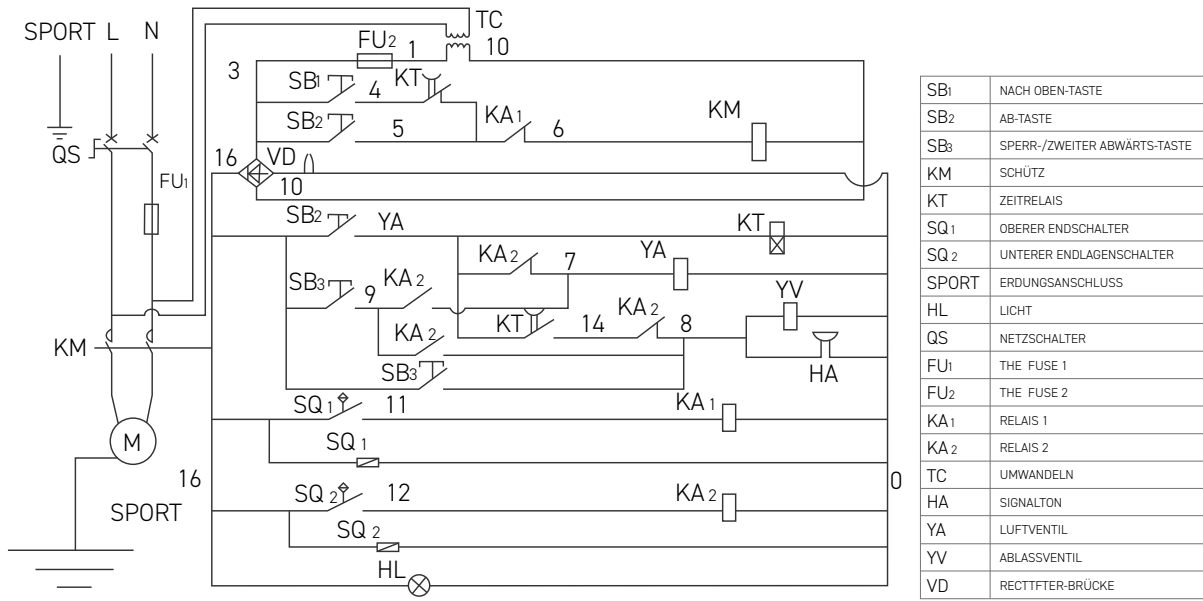 SPORT L N
TC
FU2 1 10
3
SB1 4 KT
SB2 5 KA1 6 KM
QS
16 VD
10
FU1
SB2 YA KT
KA2 7 YA
SB3 9 KA2
YV
KT 14 KA2 8
KA2
KM
SB3 HA
SQ1 11 KA1
M
SQ1
16 0
SQ2 12 KA2
SPORT
SQ2
HL
SB1 NACH OBEN-TASTE
SB2 AB-TASTE
SB3 SPERR-/ZWEITER ABWÄRTS-TASTE
KM SCHÜTZ
KT ZEITRELAIS
SQ1 OBERER ENDSCHALTER
SQ2 UNTERER ENDLAGENSCHALTER
SPORT ERDUNGSANSCHLUSS
HL LICHT
QS NETZSCHALTER
FU1 THE FUSE 1
FU2 THE FUSE 2
KA1 RELAIS 1
KA2 RELAIS 2
TC UMWANDELN
HA SIGNALTON
YA LUFTVENTIL
YV ABLASSVENTIL
VD RECTTFTER-BRÜCKE